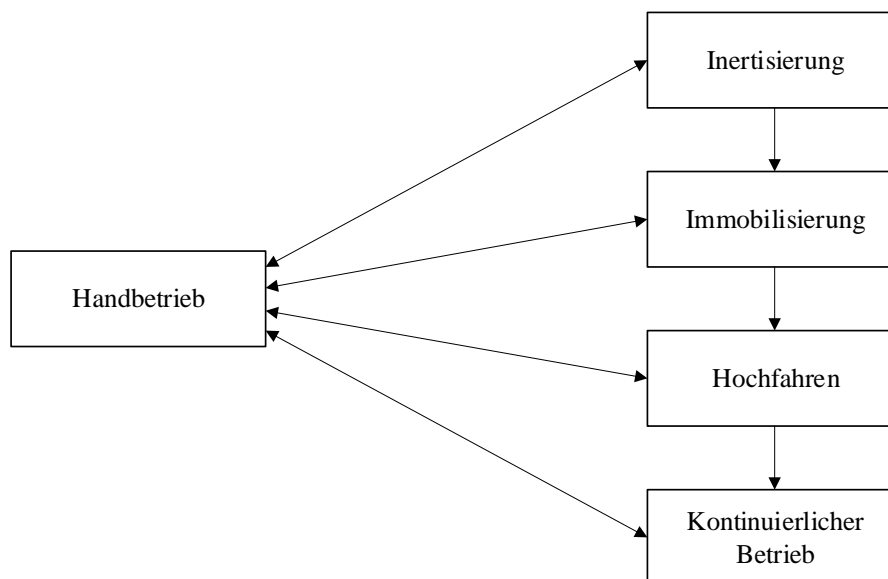 Inertisierung
Immobilisierung
Handbetrieb
Hochfahren
Kontinuierlicher
Betrieb